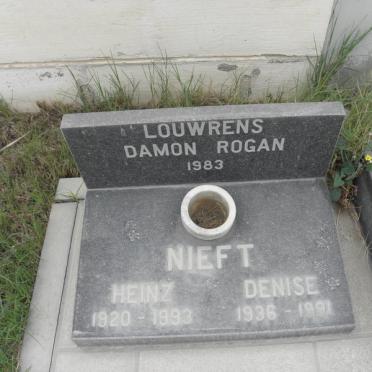 LOUWRENS
DAMON ROGAN
1983
NIEFT
HEINZ DENISE
1920 - 1993 1936 - 1991